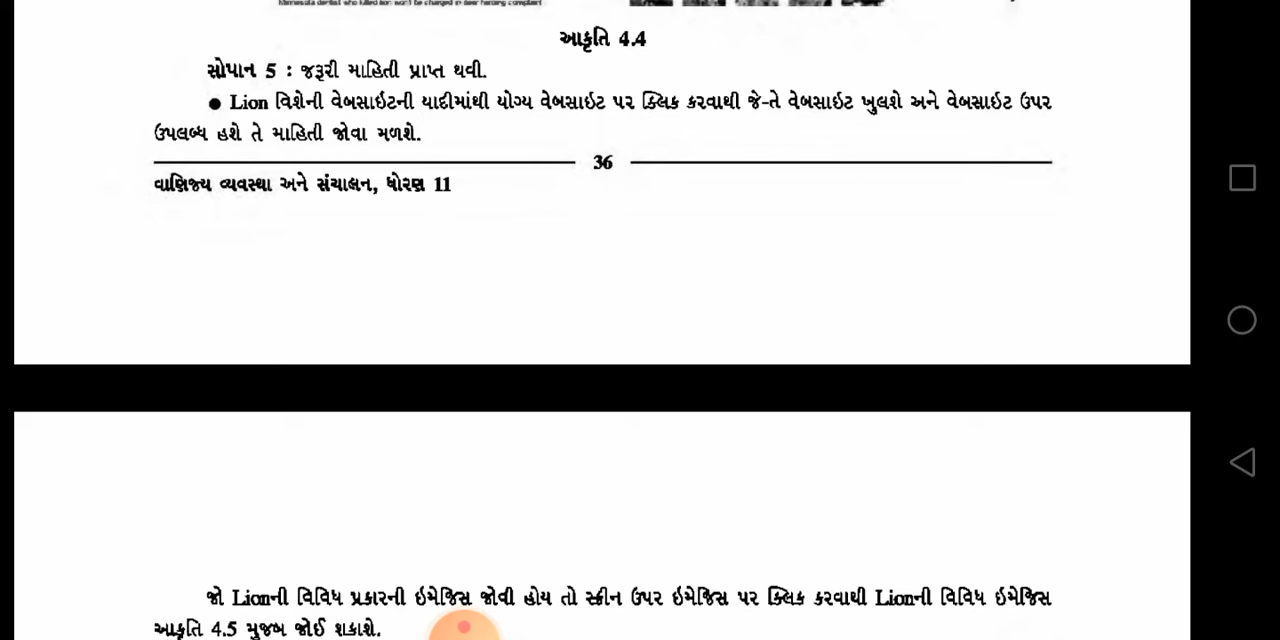 આકૃતિ 4.4
સોપાન 5 : જરૂરી માહિતી પ્રાપ્ત થવી.
● Lion વિશેની વેબસાઇટની યાદીમાંથી યોગ્ય વેબસાઇટ પર ક્લિક કરવાથી જે-તે વેબસાઇટ ખુલશે અને વેબસાઇટ ઉપર
ઉપલબ્ધ હશે તે માહિતી જોવા મળશે.
36
વાણિજ્ય વ્યવસ્થા અને સંચાલન, ધોરણ 11
જો Lionની વિવિધ પ્રકારની ઇમેજિસ જોવી હોય તો સ્ક્રીન ઉપર ઇમેજિસ પર ક્લિક કરવાથી Lionની વિવિધ ઇમેજિસ
આકૃતિ 4.5 મુજબ જોઈ શકાશે.